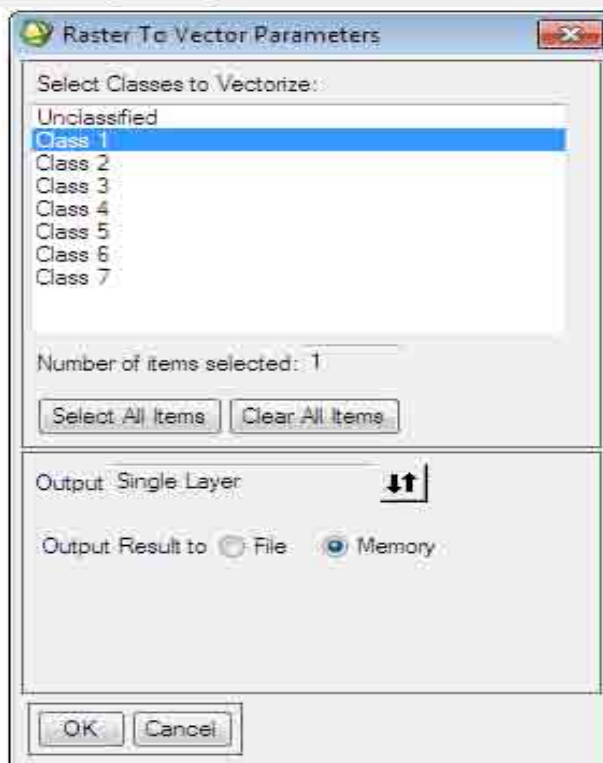 Raster To Vector Parameters
Select Classes to Vectorize:
Unclassified
Class 1
Class 2
Class 3
Class 4
Class 5
Class 6
Class 7
Number of items selected: 1
Select All Items Clear All Items
Output Single Layer
Output Result to File Memory
OK Cancel